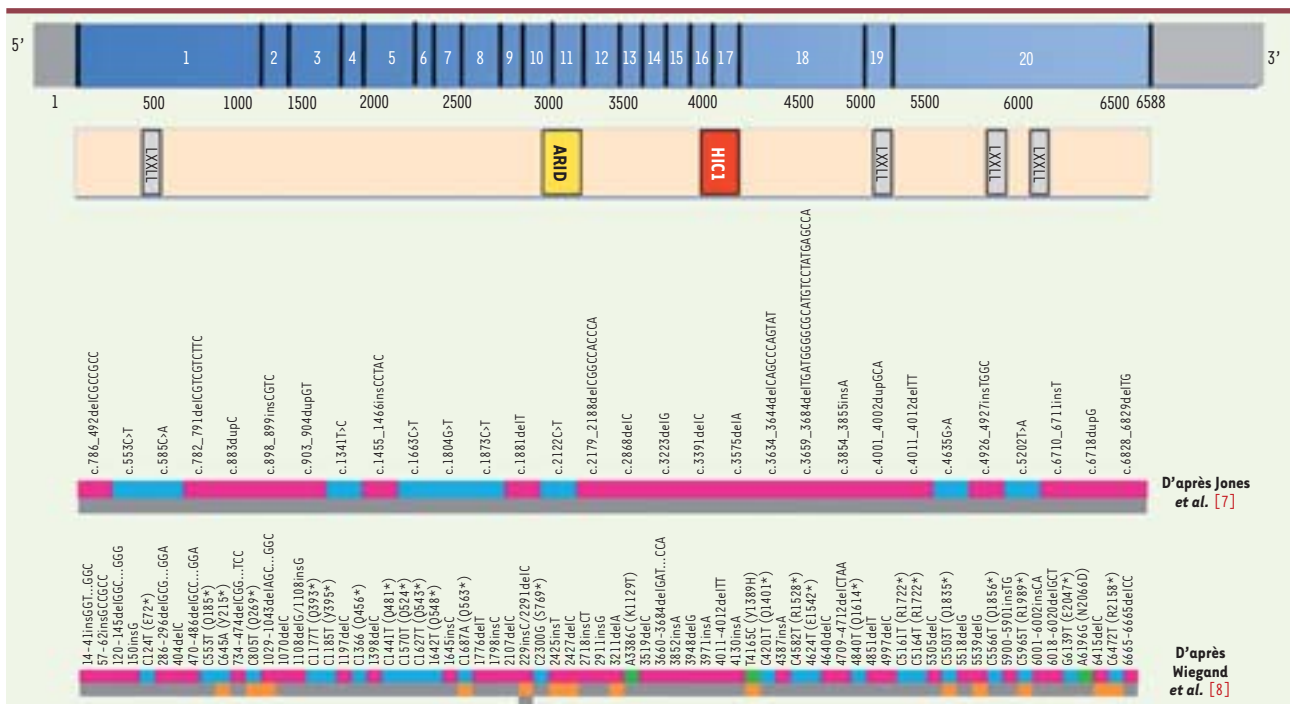 5’
1 2 3 4 5 6 7 8 9 10 11 12 13 14 15 16 17 18 19 20
3’
1 500 1000 1500 2000 2500 3000 3500 4000 4500 5000 5500 6000 6500 6588
LXXLL
ARID
HIC1
LXXLL
LXXLL
LXXLL
c.786_492delCGCCGCC
c.553C>T
c.585C>A
c.782_791delCGTCGTCTTC
c.883dupC
c.898_899insCGTC
c.903_904dupGT
c.1341T>C
c.1455_1466insCCTAC
c.1663C>T
c.1804G>T
c.1873C>T
c.1881delT
c.2122C>T
c.2179_2188delCGGCCACCCA
c.2868delC
c.3223delG
c.3391delC
c.3575delA
c.3634_3644delCAGCCCAGTAT
c.3659_3684delTGATGGGGCGCATGTCCTATGAGCCA
c.3854_3855insA
c.4001_4002dupGCA
c.4011_4012delTT
c.4635G>A
c.4926_4927insTGGC
c.5202T>A
c.6710_6711insT
c.6718dupG
c.6828_6829delTG
D’après Jones
et al. [7]
14-41insGGT...GGC
57-62insGCCGCC
120-145delGGC...GGG
150insG
C124T (E72*)
286-296delGCG...GGA
404delC
470-486delGCC...GGA
C553T (Q185*)
C645A (Y215*)
734-474delCGG...TCC
C805T (Q269*)
1029-1043delAGC...GGC
1070delC
1108delG/1108insG
C1177T (Q393*)
C1185T (Y395*)
1197delC
C1366 (Q456*)
1398delC
C1441T (Q481*)
C1570T (Q524*)
C1627T (Q543*)
1642T (Q548*)
1645insC
C1687A (Q563*)
1776delT
1798insC
2107delC
229insC/2291delC
C2300G (S769*)
2425insT
2427delC
2718insCT
2911insG
3211delA
A3386C (K1129T)
3519delC
3660-3684delGAT...CCA
3852insA
3948delG
3971insA
4011-4012delTT
4130insA
T4165C (Y1389H)
C4201T (Q1401*)
4387insA
C4582T (R1528*)
4624T (E1542*)
4640delC
4709-4712delCTAA
4840T (Q1614*)
4851delT
4997delC
C5161T (R1722*)
C5164T (R1722*)
5305delC
C5503T (Q1835*)
5518delG
5539delG
C5566T (Q1856*)
5900-5901insTG
C5965T (R1989*)
6001-6002insCA
6018-6020delGCT
G6139T (E2047*)
A6196G (N2066D)
6415delC
C6472T (R2158*)
6665-6665delCC
D’après
Wiegand
et al. [8]